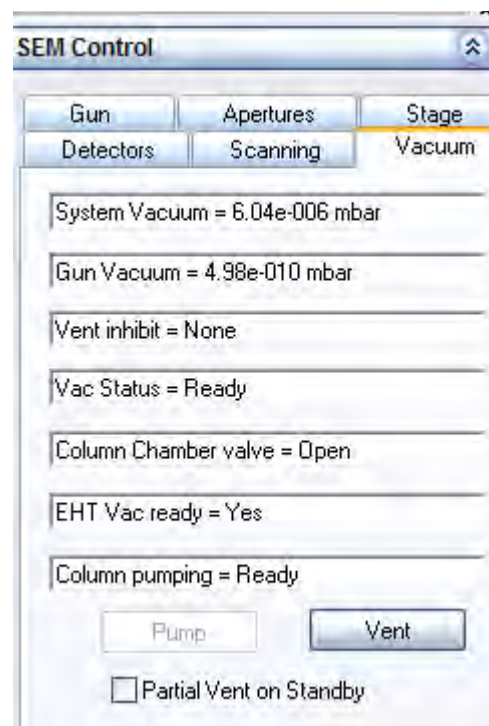 SEM Control
Gun Apertures Stage
Detectors Scanning Vacuum
System Vacuum = 6.04e-006 mbar
Gun Vacuum = 4.98e-010 mbar
Vent inhibit = None
Vac Status = Ready
Column Chamber valve = Open
EHT Vac ready = Yes
Column pumping = Ready
Pump Vent
Partial Vent on Standby